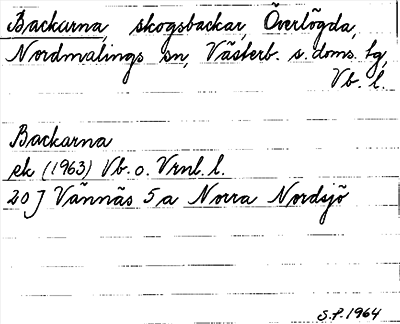 Backarna, skogsbackar, Överlögda,
Nordmalings sn, Västerb. s. doms. tg,
Vb. l.
Backarna
ek (1963) Vb. o. Vrnl. l.
20 J Vännäs 5 a Norra Nordsjö
S.P. 1964